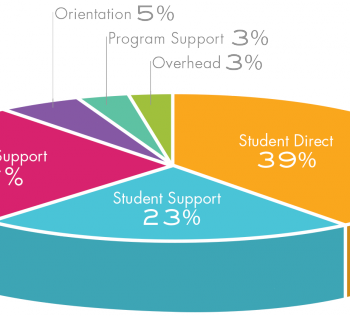 Orientation 5%
Program Support 3%
Overhead 3%
Student Direct
39%
Support
%
Student Support
23%